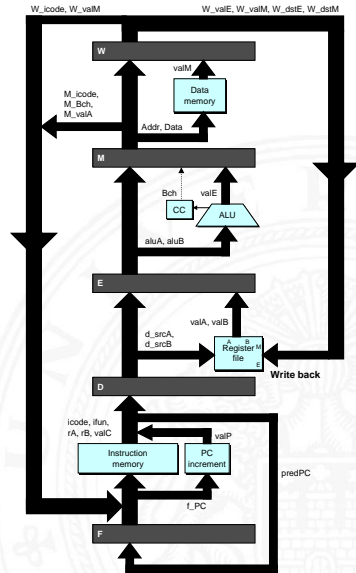 W_icode, W_valM
W_valE, W_valM, W_dstE, W_dstM
W
valM
M_icode,
M_Bch,
M_valA
Data
memory
Addr, Data
M
Bch
valE
CC
ALU
aluA, aluB
E
valA, valB
d_srcA,
d_srcB
A B
Register
M
file
E
Write back
D
icode, ifun,
rA, rB, valC
valP
Instruction
memory
PC
increment
predPC
f_PC
F